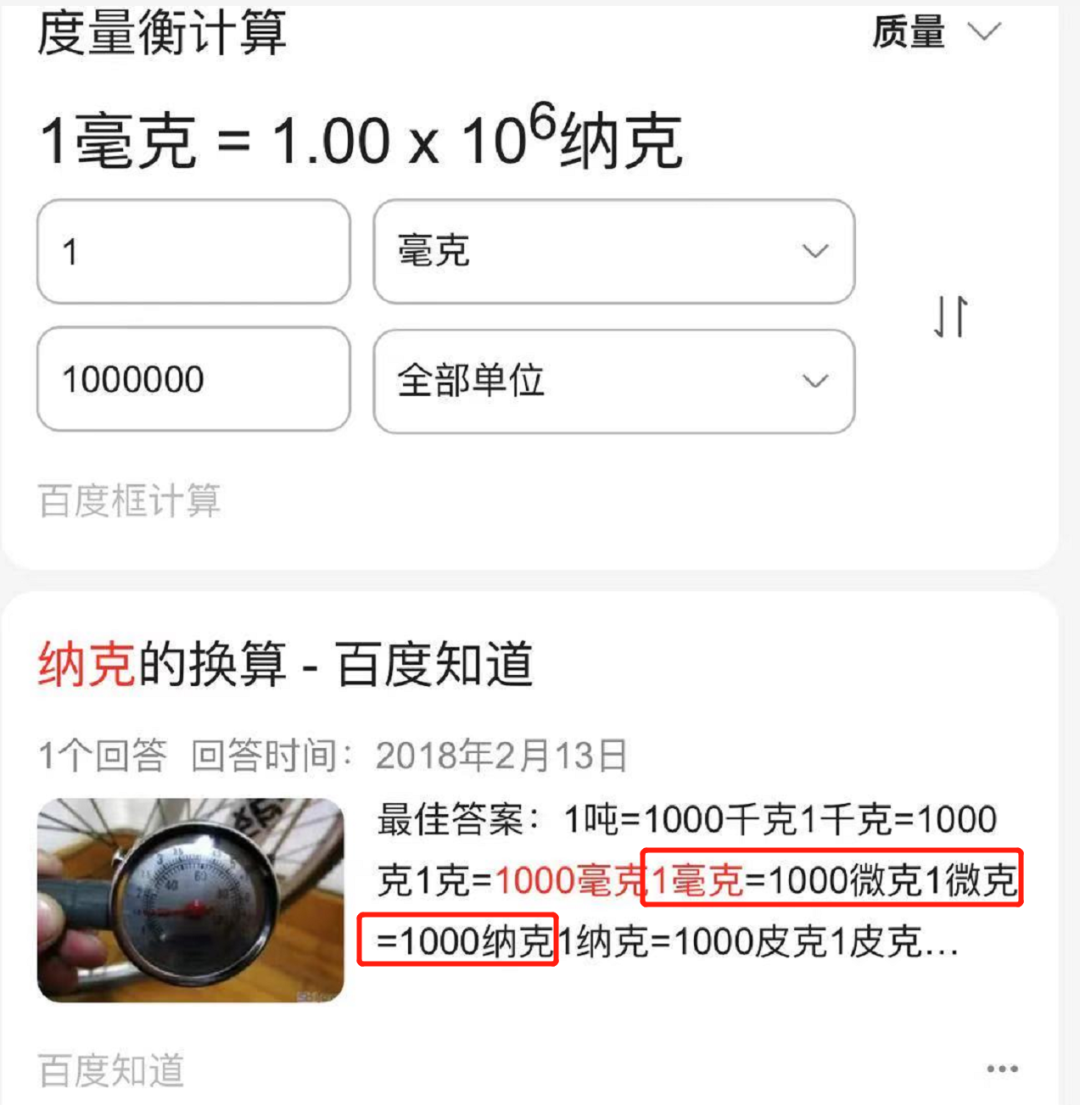 度量衡计算
质量
1毫克 = 1.00 x 10⁶纳克
1
毫克
1000000
全部单位
百度框计算
纳克的换算 - 百度知道
1个回答 回答时间：2018年2月13日
最佳答案：1吨=1000千克1千克=1000
克1克=1000毫克1毫克=1000微克1微克
=1000纳克1纳克=1000皮克1皮克...
百度知道